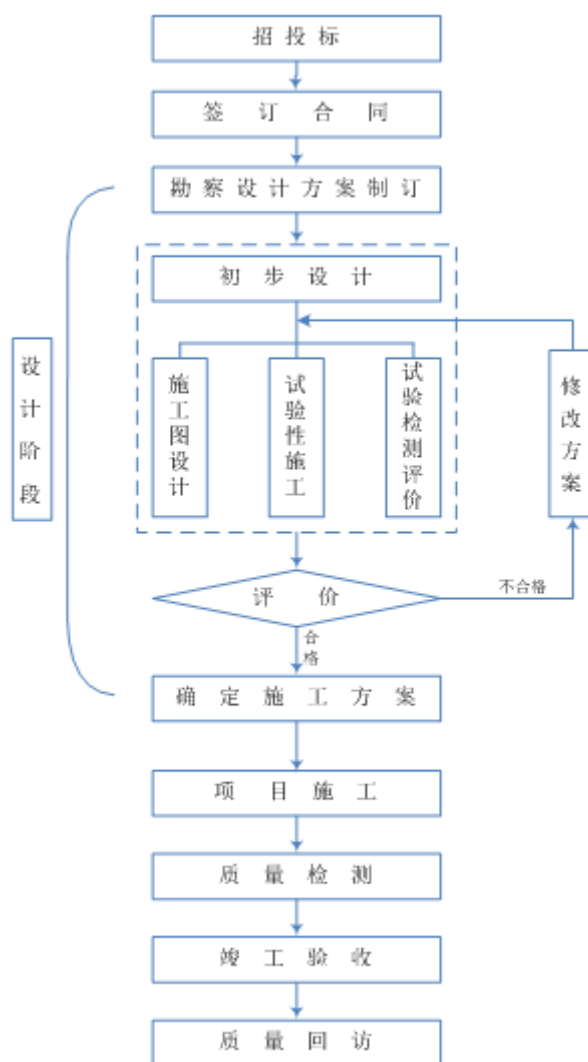 招投标
签订合同
勘察设计方案制订
初步设计
设计阶段
施工图设计
试验性施工
试验检测评价
修改方案
评价
不合格
合格
确定施工方案
项目施工
质量检测
竣工验收
质量回访